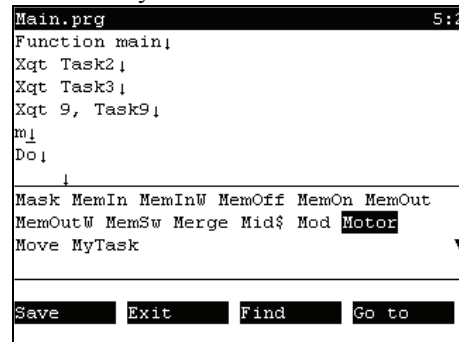 Main.prg 5:2
Function main↓
Xqt Task2↓
Xqt Task3↓
Xqt 9, Task9↓
m↓
Do↓
↓
Mask MemIn MemInW MemOff MemOn MemOut
MemOutW MemSw Merge Mid$ Mod Motor
Move MyTask
Save Exit Find Go to